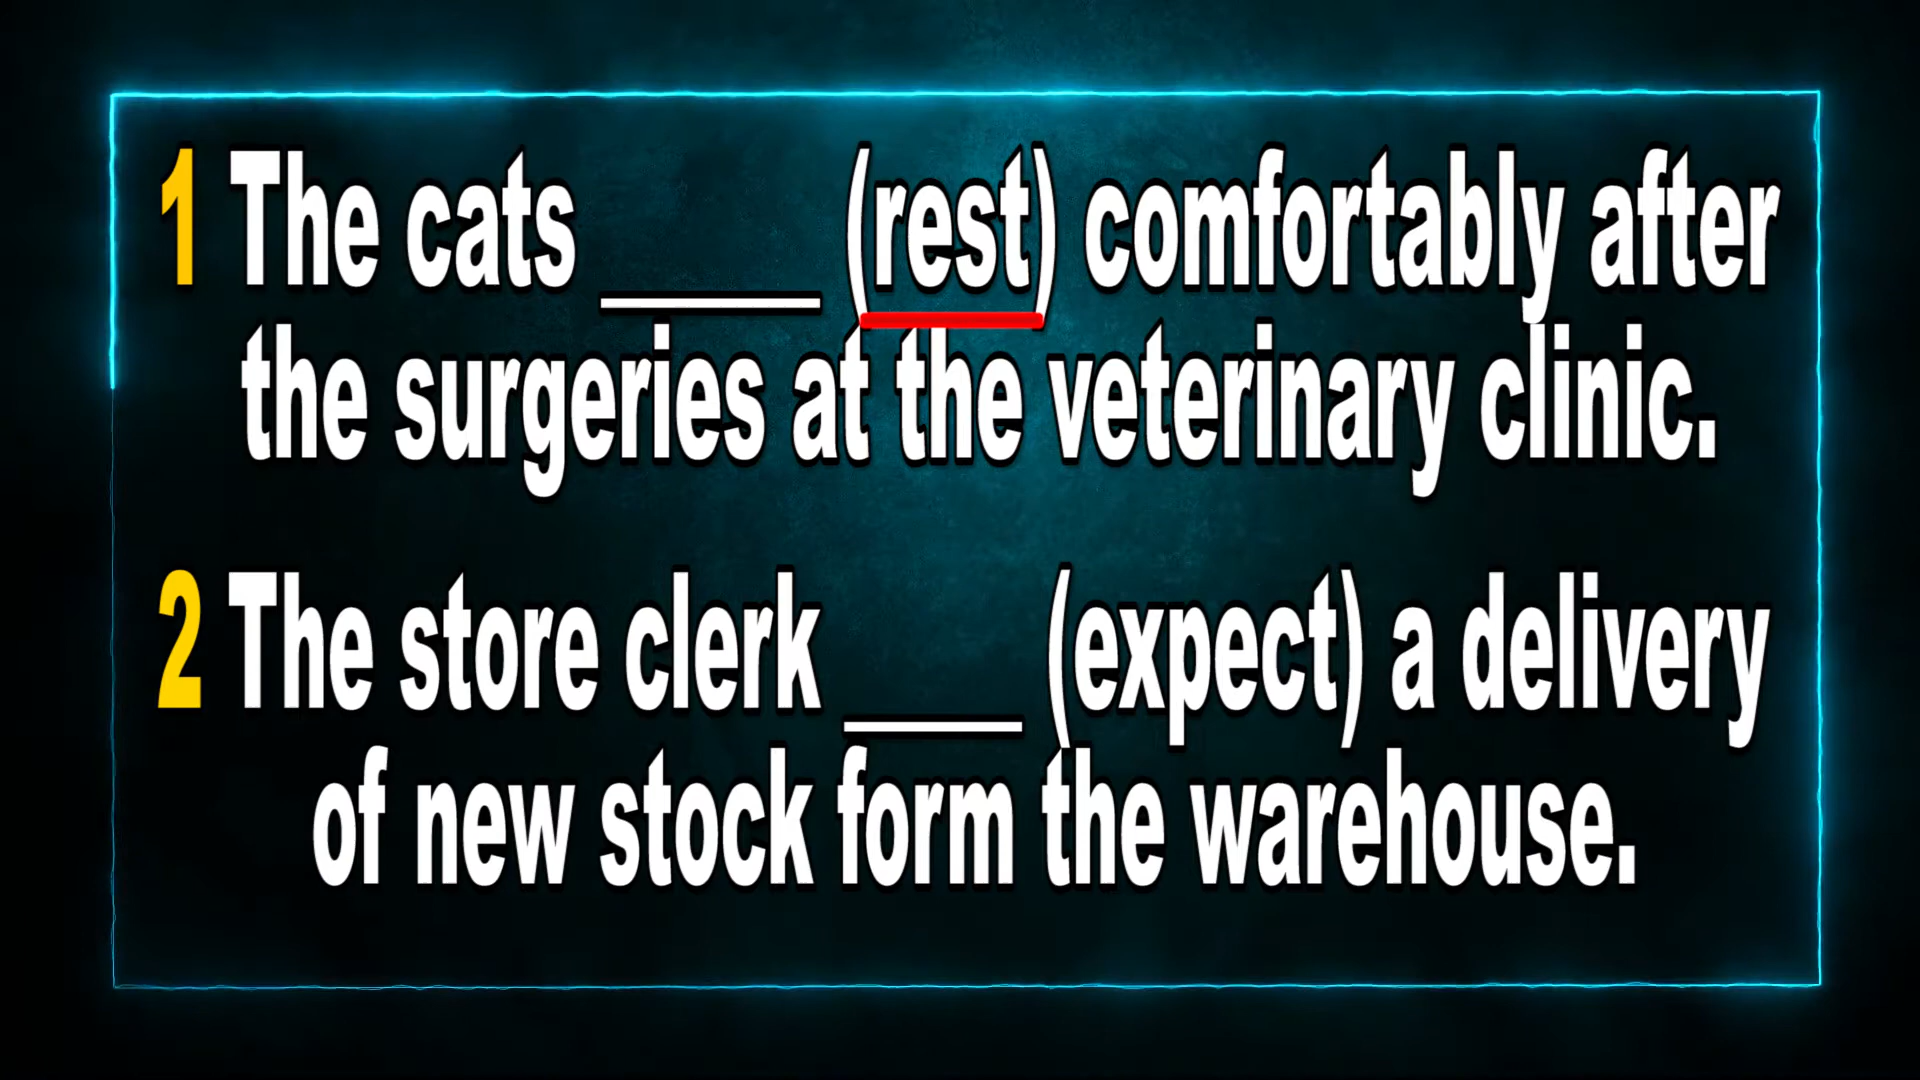 1 The cats ____ (rest) comfortably after
the surgeries at the veterinary clinic.
2 The store clerk ___ (expect) a delivery
of new stock form the warehouse.